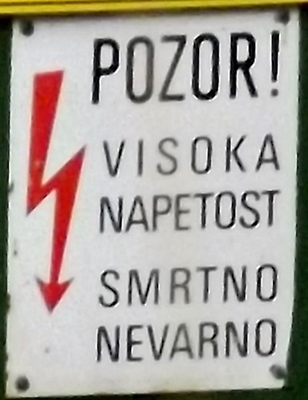 POZOR!
VISOKA
NAPETOST
SMRTNO
NEVARNO